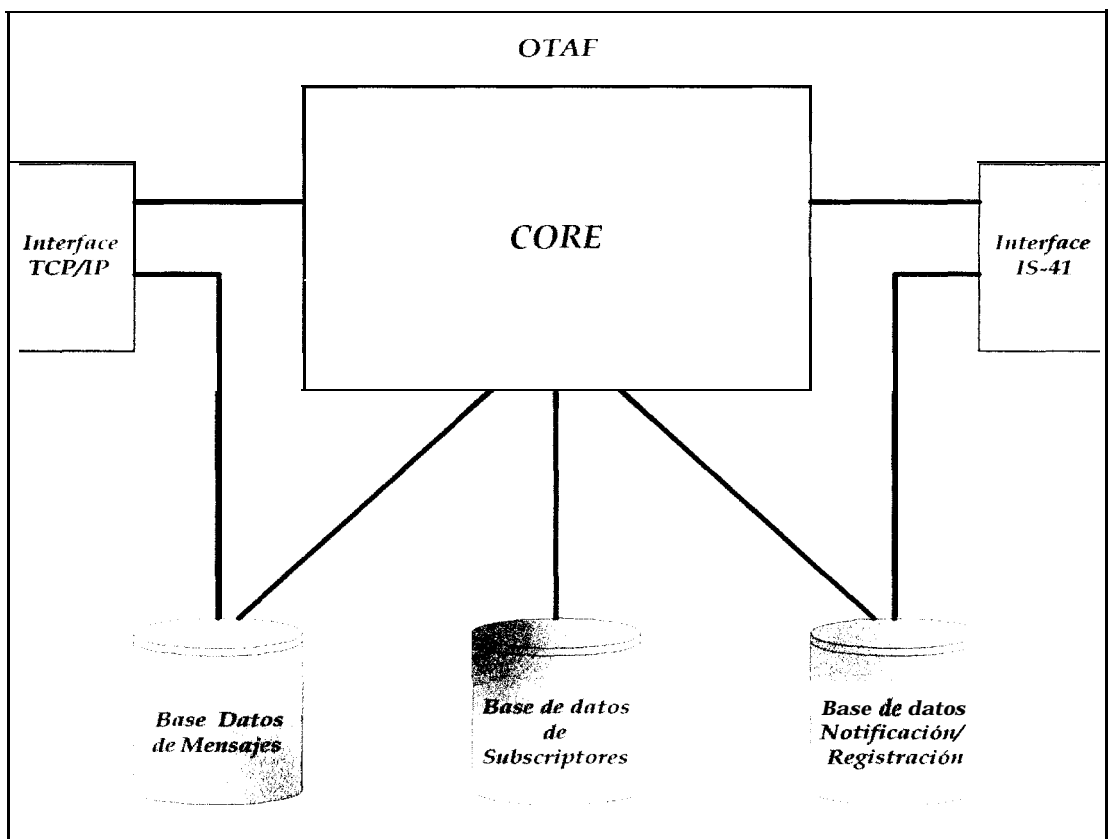 OTAF
CORE
Interface
TCP/IP
Interface
IS-41
Base Datos
de Mensajes
Base de datos
de
Subscriptores
Base de datos
Notificación/
Registración